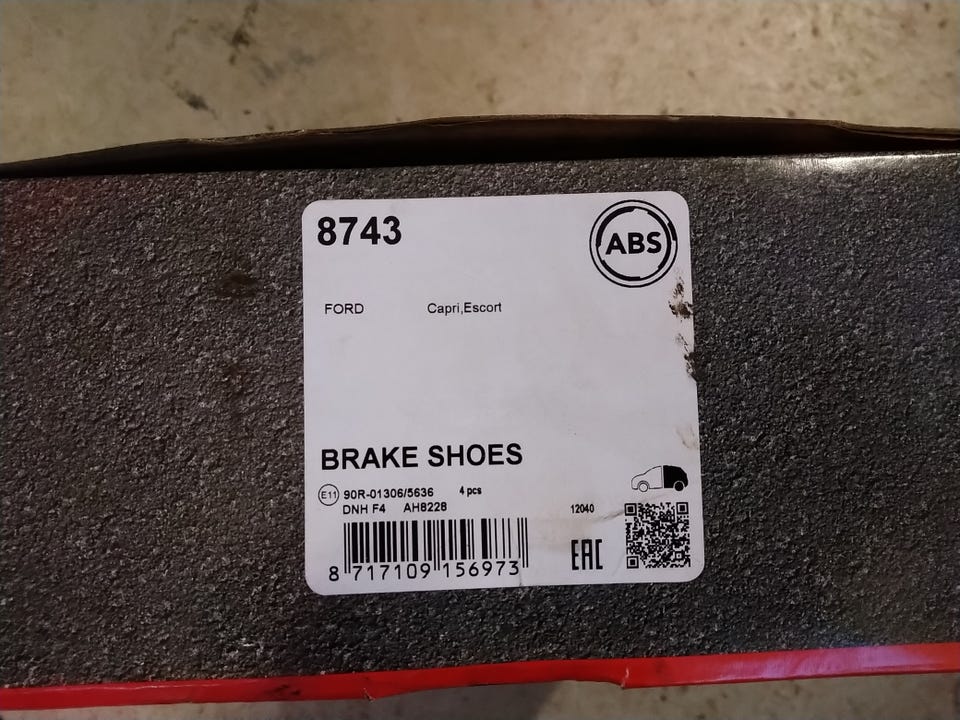 8743
ABS
FORD Capri,Escort
BRAKE SHOES
E11 90R-01306/5636 4 pcs
DNH F4 AH8228 12040
EAC
8 717109 156973